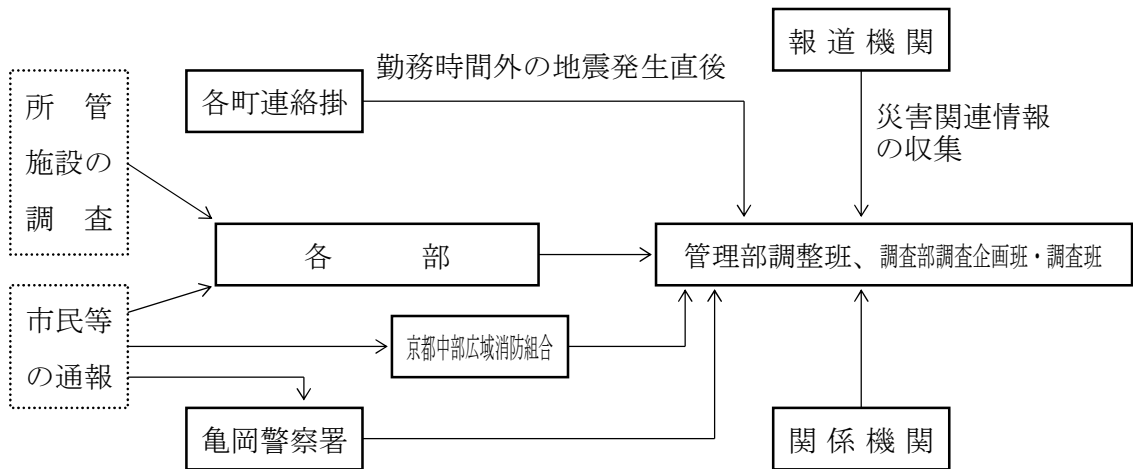 報道機関
勤務時間外の地震発生直後
各町連絡掛
災害関連情報
の収集
所管
施設の
調査
各部
管理部調整班、調査部調査企画班・調査班
市民等
の通報
京都中部広域消防組合
亀岡警察署
関係機関